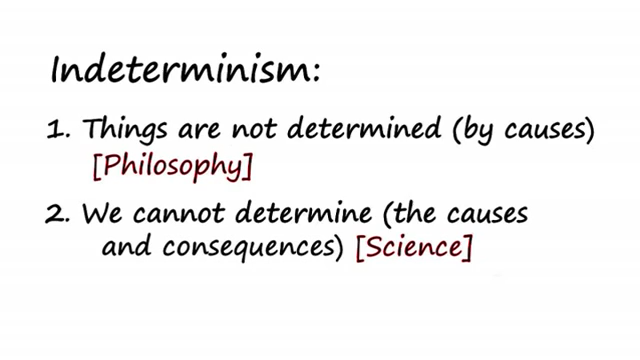 Indeterminism:
1. Things are not determined (by causes)
[Philosophy]
2. We cannot determine (the causes
and consequences) [Science]